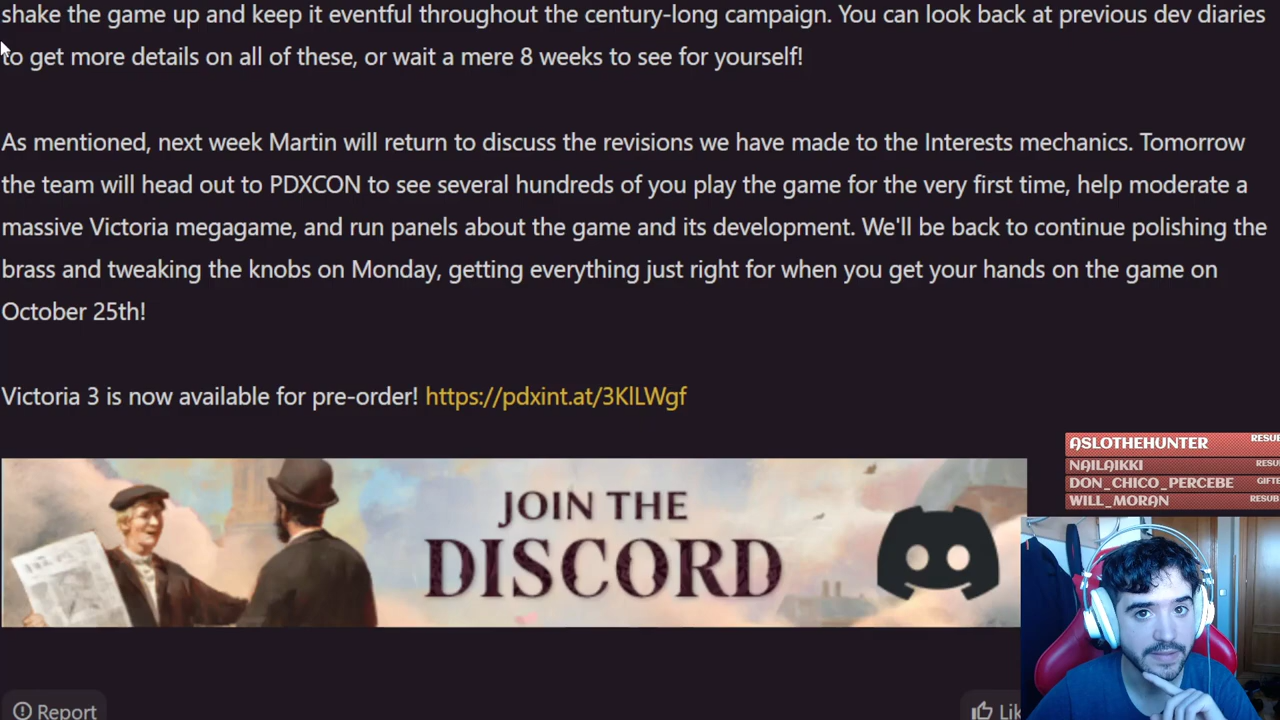 shake the game up and keep it eventful throughout the century-long campaign. You can look back at previous dev diaries
to get more details on all of these, or wait a mere 8 weeks to see for yourself!
As mentioned, next week Martin will return to discuss the revisions we have made to the Interests mechanics. Tomorrow
the team will head out to PDXCON to see several hundreds of you play the game for the very first time, help moderate a
massive Victoria megagame, and run panels about the game and its development. We'll be back to continue polishing the
brass and tweaking the knobs on Monday, getting everything just right for when you get your hands on the game on
October 25th!
Victoria 3 is now available for pre-order! https://pdxint.at/3KlLWgf
JOIN THE
DISCORD
ASLOTHEHUNTER RESUB
NAILAIKKI RESU
DON_CHICO_PERCEBE GIFTE
WILL_MORAN RESUB
Report
Lik